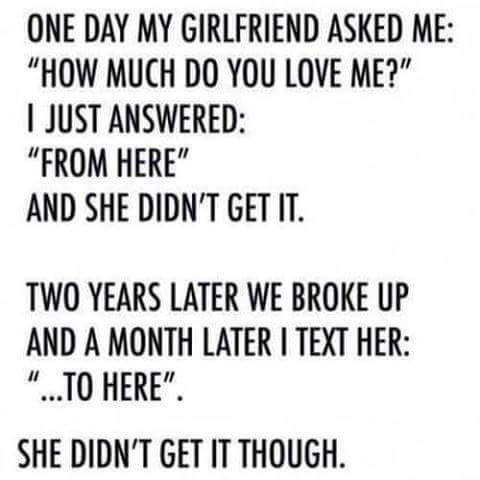 ONE DAY MY GIRLFRIEND ASKED ME:
"HOW MUCH DO YOU LOVE ME?"
I JUST ANSWERED:
"FROM HERE"
AND SHE DIDN'T GET IT.
TWO YEARS LATER WE BROKE UP
AND A MONTH LATER I TEXT HER:
"...TO HERE".
SHE DIDN'T GET IT THOUGH.